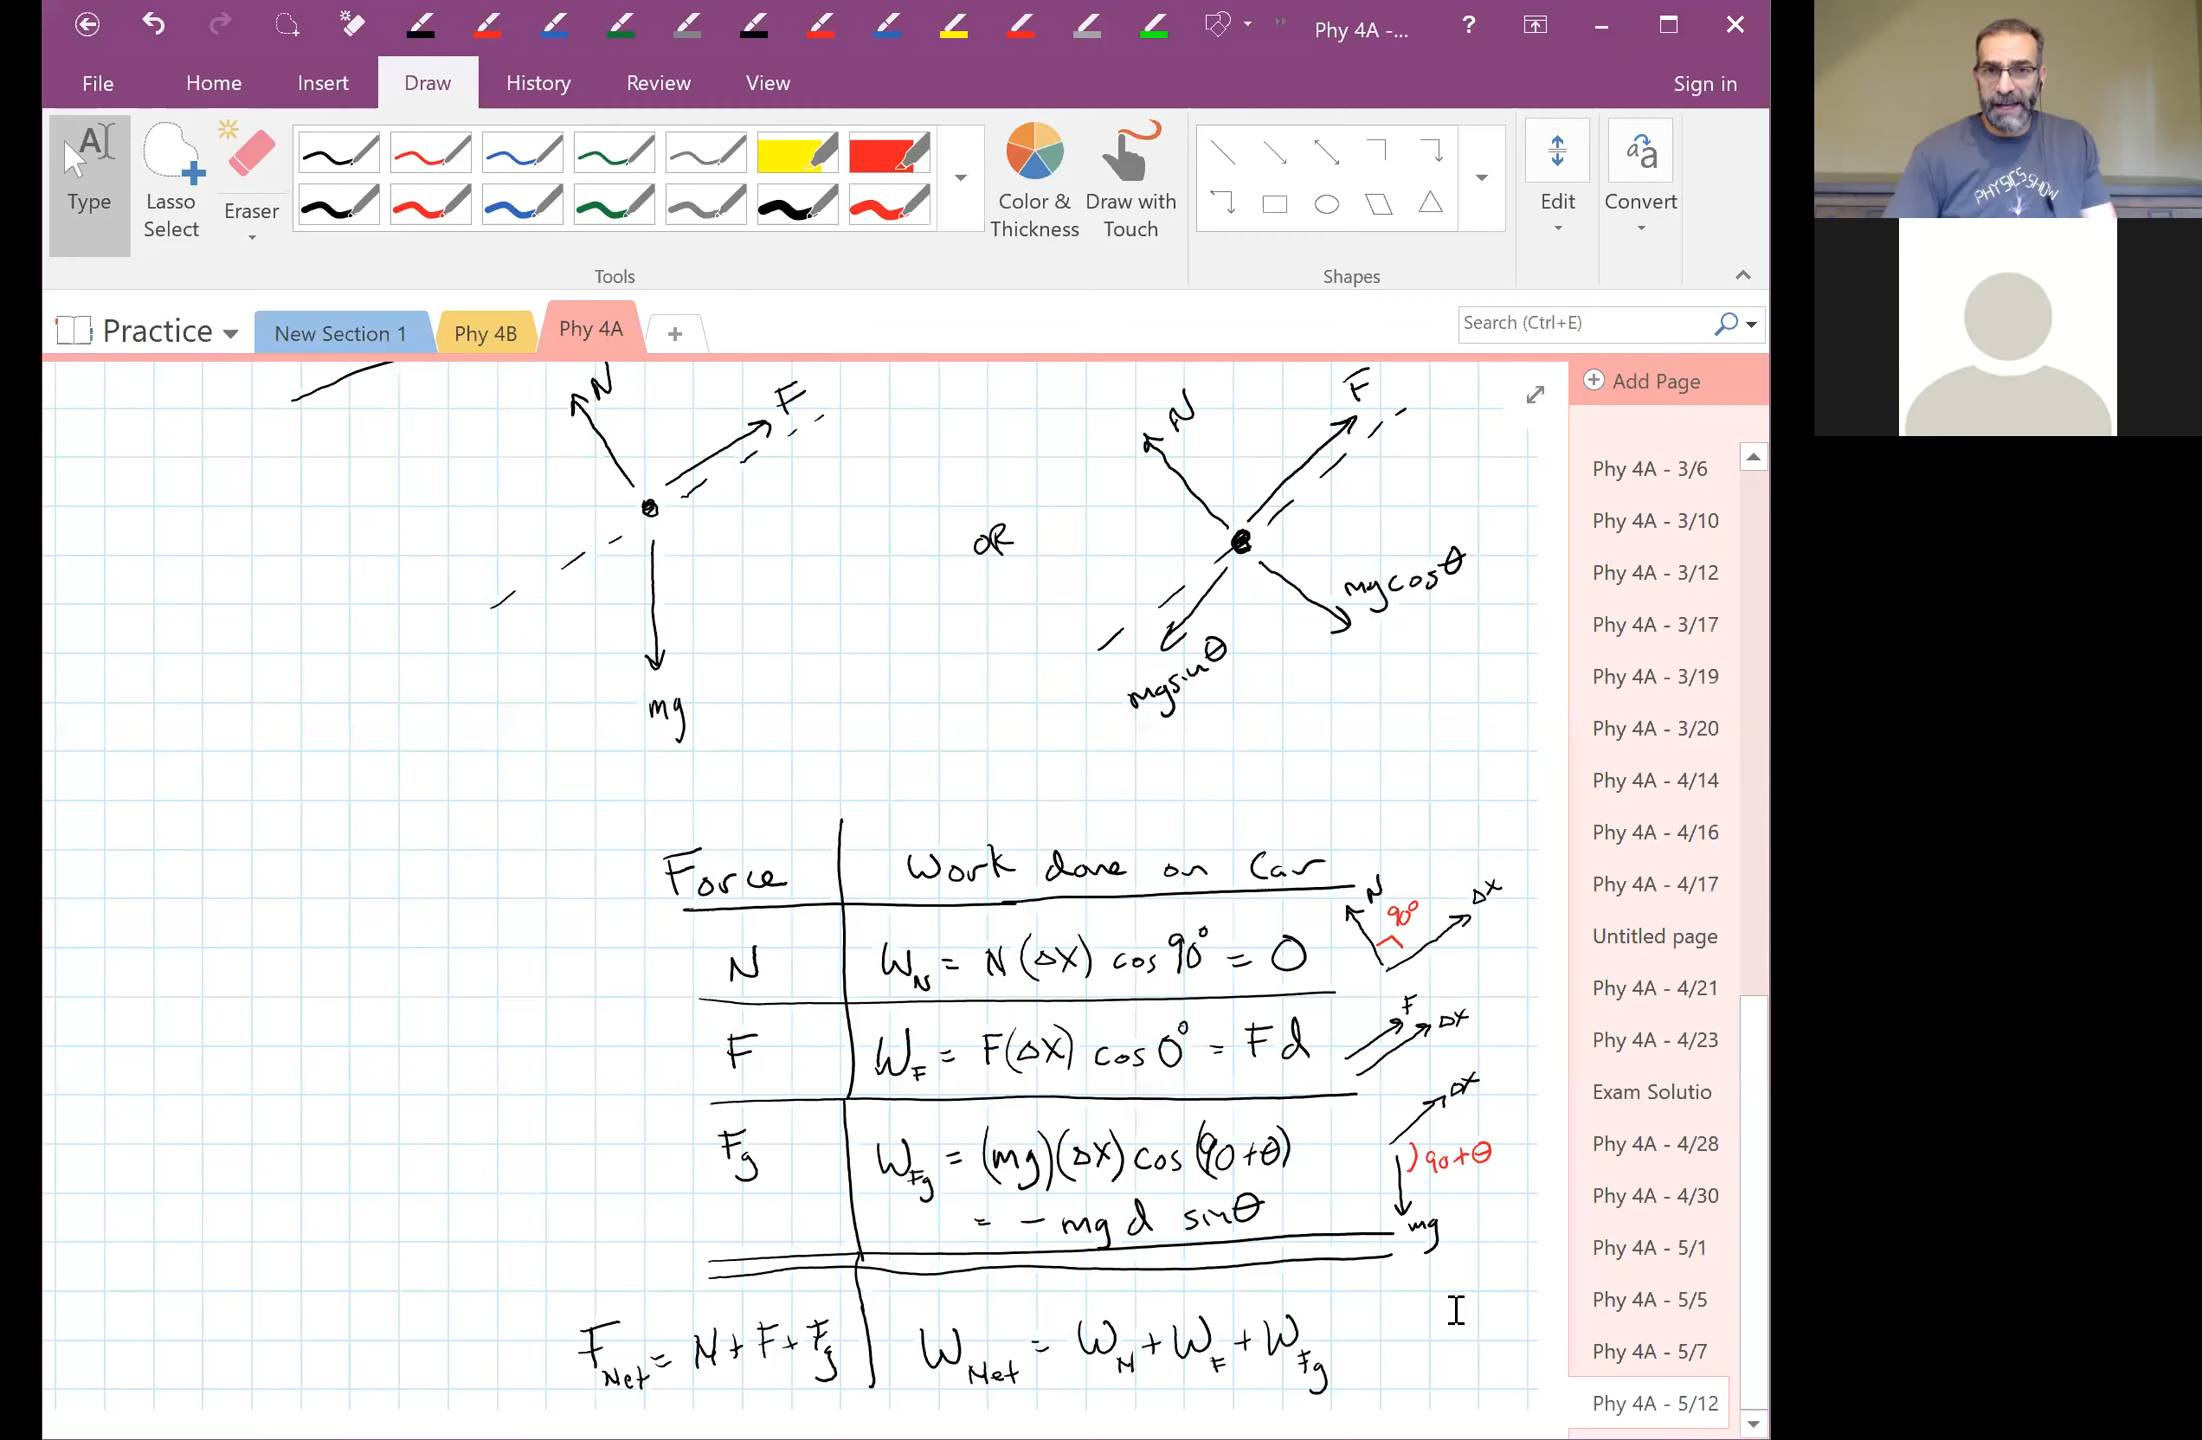 Phy 4A -...
?
File Home Insert Draw History Review View Sign in
Type
Lasso Select
Eraser
Color & Thickness
Draw with Touch
Edit
Convert
Tools
Shapes
Practice
New Section 1
Phy 4B
Phy 4A
Search (Ctrl+E)
PHYSICS SHOW
N
F
mg
OR
N
F
mg cos θ
mg sin θ
Force Work done on Car
N W_N = N (Δx) cos 90° = 0
N 90° Δx
F W_F = F(Δx) cos 0° = Fd
F Δx
F_g W_Fg = (mg)(Δx) cos (90+θ)
= - mg d sin θ
Δx
90+θ
mg
F_Net = N + F + F_g W_Net = W_N + W_F + W_Fg
Add Page
Phy 4A - 3/6
Phy 4A - 3/10
Phy 4A - 3/12
Phy 4A - 3/17
Phy 4A - 3/19
Phy 4A - 3/20
Phy 4A - 4/14
Phy 4A - 4/16
Phy 4A - 4/17
Untitled page
Phy 4A - 4/21
Phy 4A - 4/23
Exam Solutio
Phy 4A - 4/28
Phy 4A - 4/30
Phy 4A - 5/1
Phy 4A - 5/5
Phy 4A - 5/7
Phy 4A - 5/12